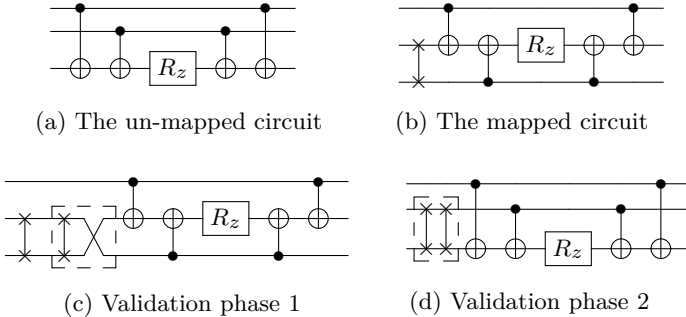 R_z
R_z
(a) The un-mapped circuit
(b) The mapped circuit
R_z
R_z
(c) Validation phase 1
(d) Validation phase 2